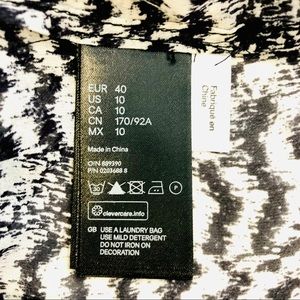 EUR 40
US 10
CA 10
CN 170/92A
MX 10
Made in China
O/N 889390
P/N 0203688 8
clevercare.info
GB USE A LAUNDRY BAG
USE MILD DETERGENT
DO NOT IRON ON
DECORATION
Fabriqué en
Chine